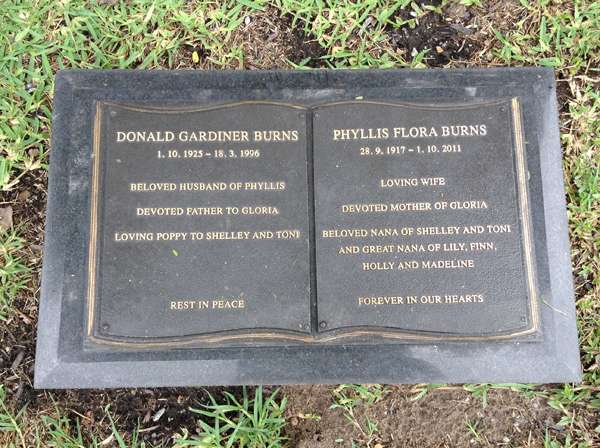 DONALD GARDINER BURNS
1. 10. 1925 – 18. 3. 1996
BELOVED HUSBAND OF PHYLLIS
DEVOTED FATHER TO GLORIA
LOVING POPPY TO SHELLEY AND TONI
REST IN PEACE
PHYLLIS FLORA BURNS
28. 9. 1917 – 1. 10. 2011
LOVING WIFE
DEVOTED MOTHER OF GLORIA
BELOVED NANA OF SHELLEY AND TONI
AND GREAT NANA OF LILY, FINN,
HOLLY AND MADELINE
FOREVER IN OUR HEARTS